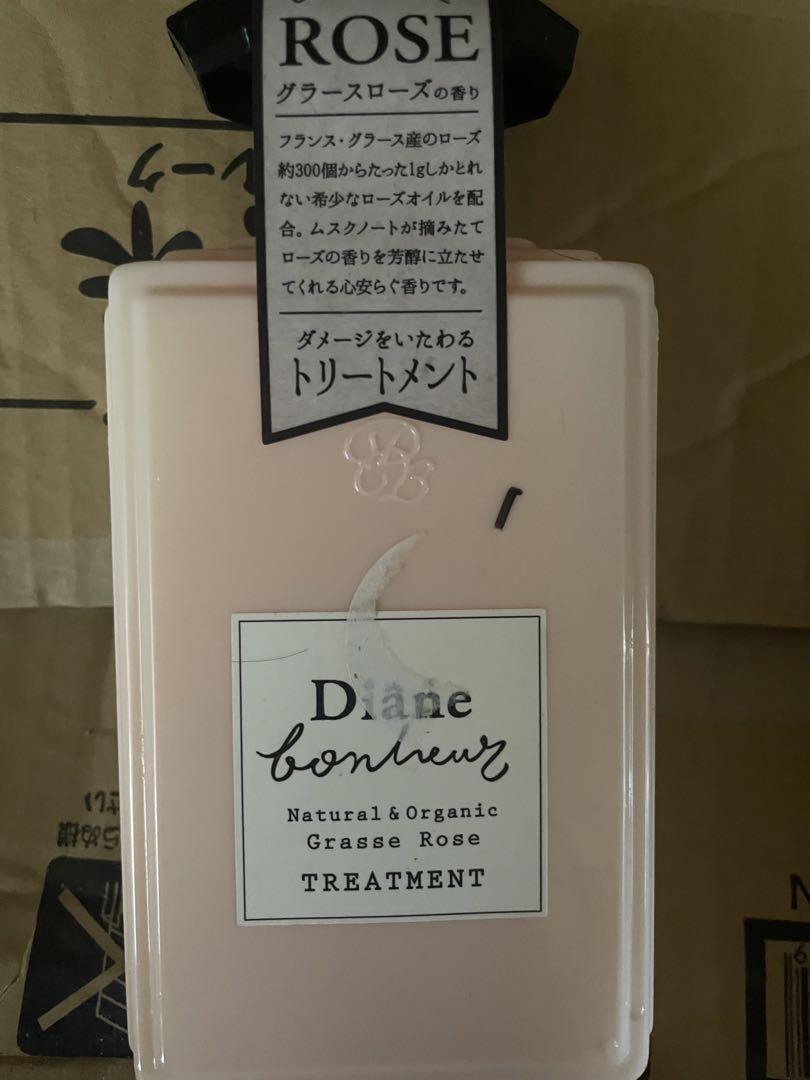 ROSE
グラースローズの香り
フランス・グラース産のローズ
約300個からたった1gしかとれ
ない希少なローズオイルを配
合。ムスクノートが摘みたて
ローズの香りを芳醇に立たせ
てくれる心安らぐ香りです。
ダメージをいたわる
トリートメント
Diane
bonheur
Natural & Organic
Grasse Rose
TREATMENT